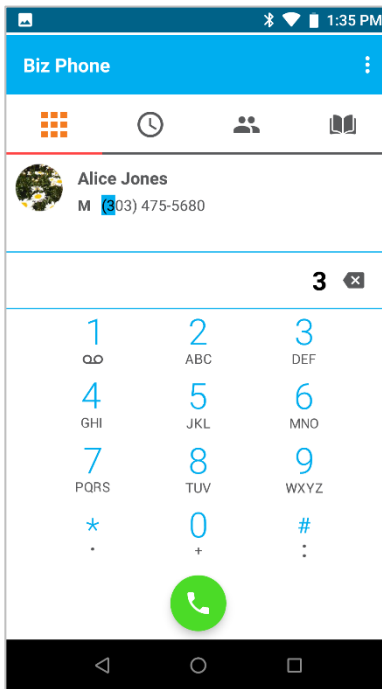 1:35 PM
Biz Phone
Alice Jones
M (303) 475-5680
3
1 2 3
ABC DEF
4 5 6
GHI JKL MNO
7 8 9
PQRS TUV WXYZ
* 0 #
. + :